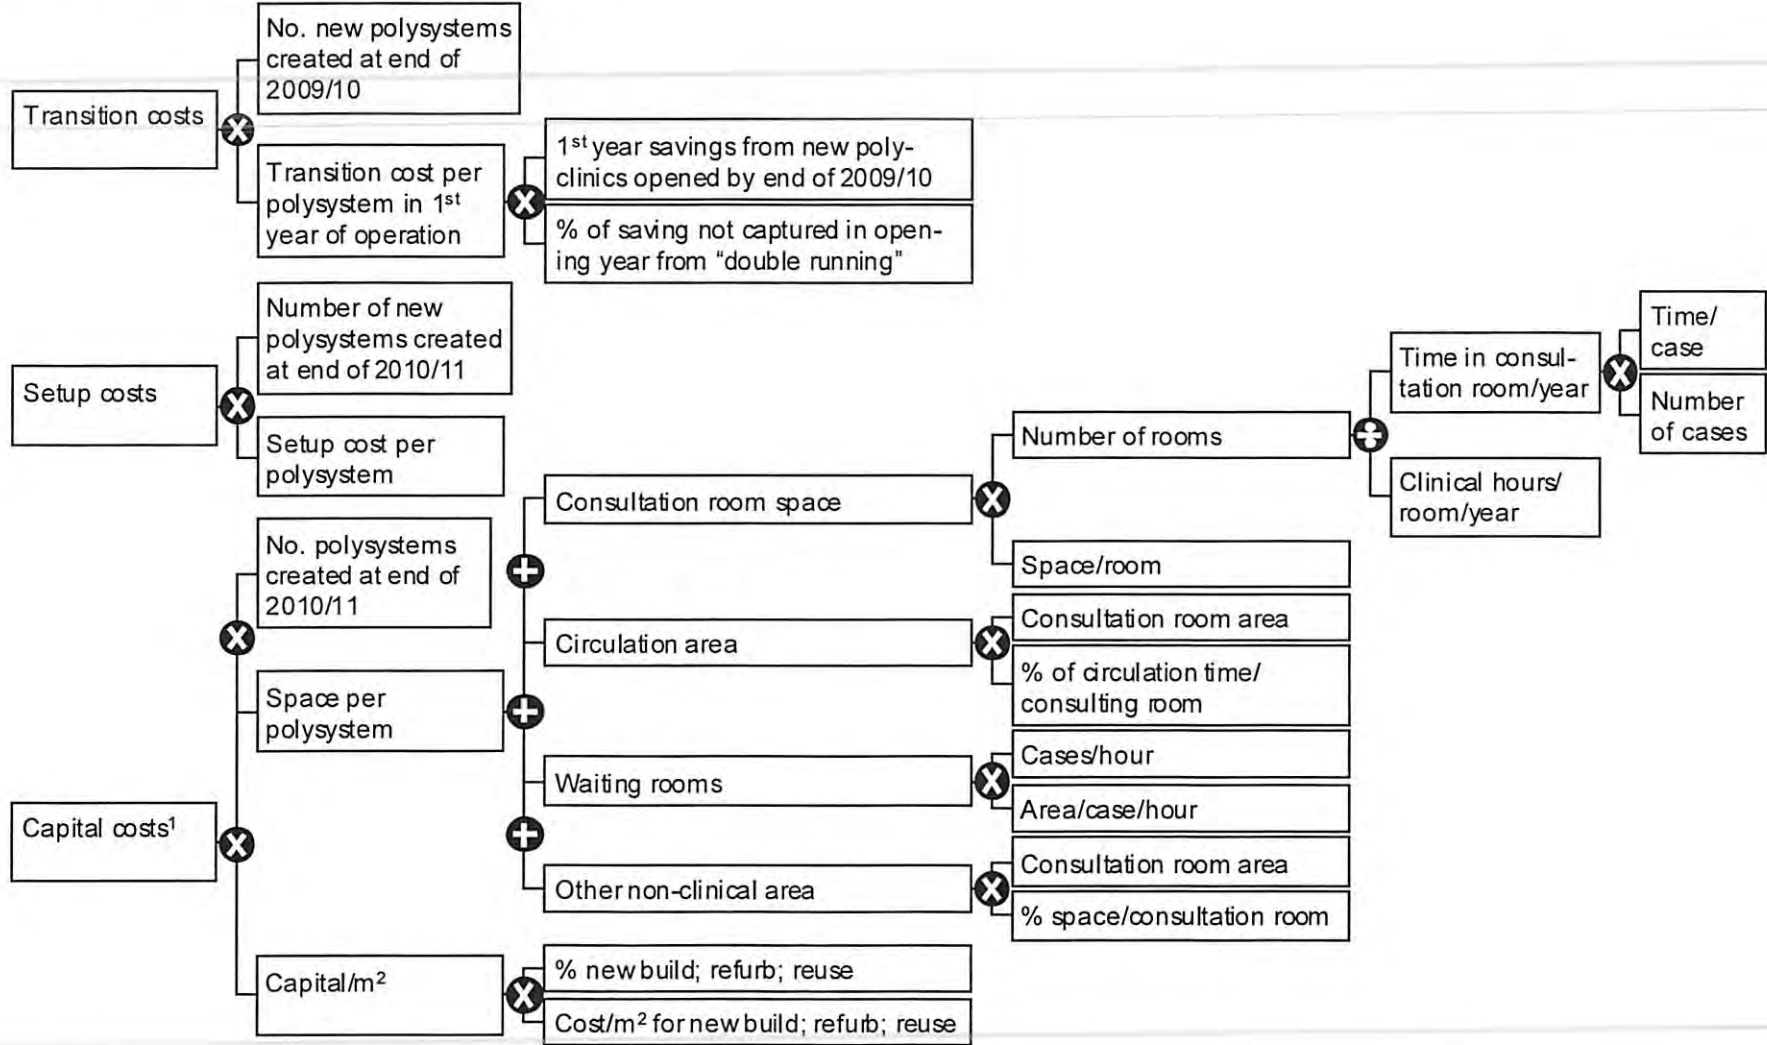 No. new polysystems
created at end of
2009/10
Transition costs
1st year savings from new poly-
clinics opened by end of 2009/10
Transition cost per
polysystem in 1st
year of operation
% of saving not captured in open-
ing year from “double running”
Number of new
polysystems created
at end of 2010/11
Setup costs
Setup cost per
polysystem
Time/
case
Time in consul-
tation room/year
Number
of cases
Number of rooms
Clinical hours/
room/year
Consultation room space
Space/room
No. polysystems
created at end of
2010/11
Consultation room area
Circulation area
% of circulation time/
consulting room
Space per
polysystem
Cases/hour
Waiting rooms
Area/case/hour
Capital costs¹
Consultation room area
Other non-clinical area
% space/consultation room
Capital/m²
% new build; refurb; reuse
Cost/m² for new build; refurb; reuse